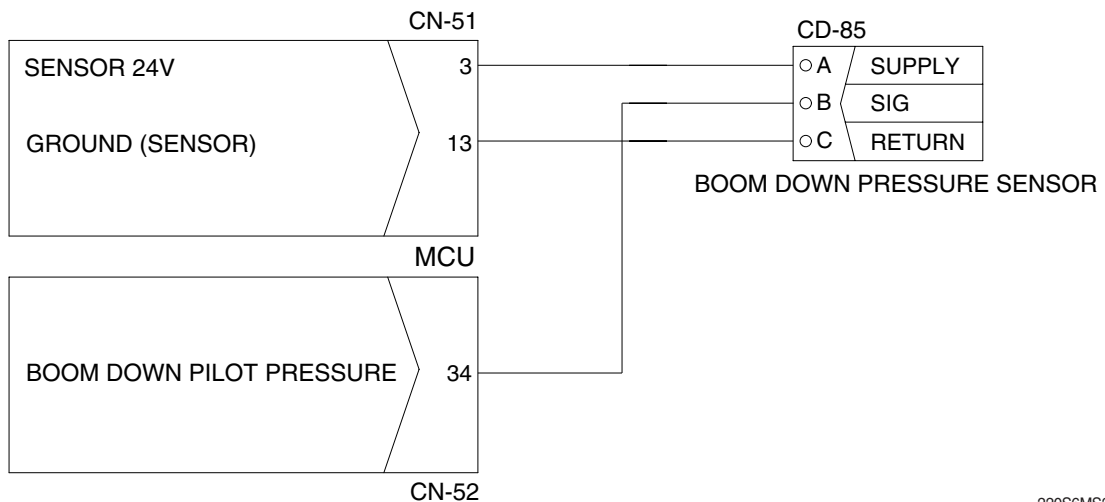 CN-51
CD-85
SENSOR 24V 3 A SUPPLY
B SIG
GROUND (SENSOR) 13 C RETURN
BOOM DOWN PRESSURE SENSOR
MCU
BOOM DOWN PILOT PRESSURE 34
CN-52